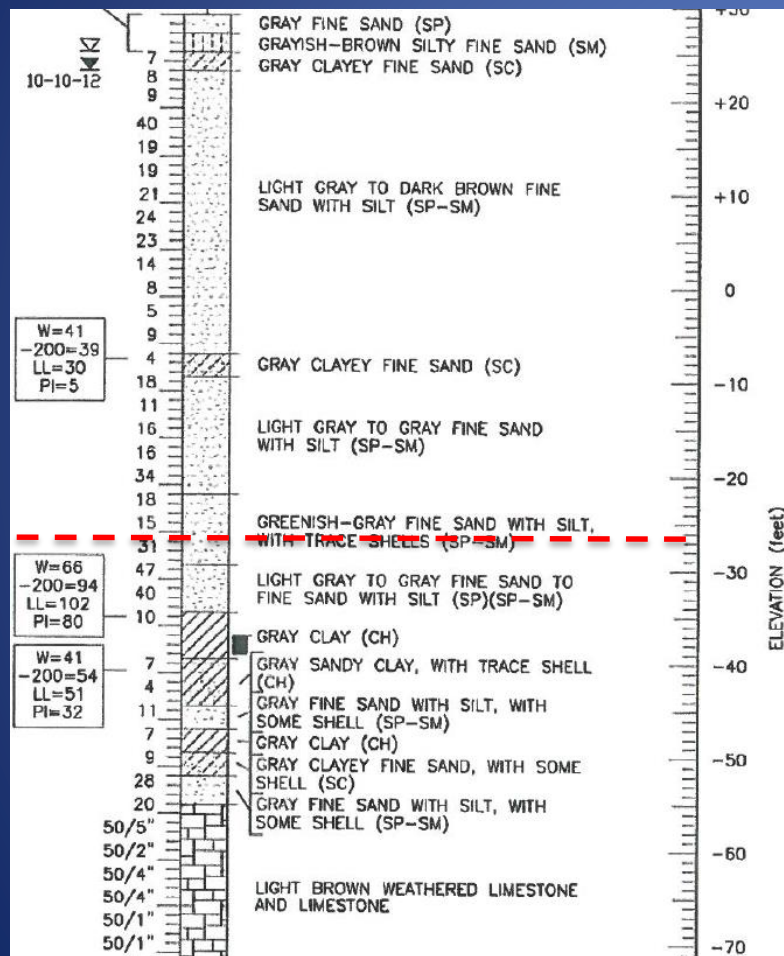 GRAY FINE SAND (SP)
GRAYISH-BROWN SILTY FINE SAND (SM)
GRAY CLAYEY FINE SAND (SC)
10-10-12
7
8
9
40
19
19
21
24
23
14
8
5
9
4
18
11
16
16
34
18
15
31
47
40
10
7
4
11
7
9
28
20
50/5"
50/2"
50/4"
50/4"
50/1"
50/1"
LIGHT GRAY TO DARK BROWN FINE
SAND WITH SILT (SP-SM)
W=41
-200=39
LL=30
PI=5
GRAY CLAYEY FINE SAND (SC)
LIGHT GRAY TO GRAY FINE SAND
WITH SILT (SP-SM)
GREENISH-GRAY FINE SAND WITH SILT,
WITH TRACE SHELLS (SP-SM)
W=66
-200=94
LL=102
PI=80
LIGHT GRAY TO GRAY FINE SAND TO
FINE SAND WITH SILT (SP)(SP-SM)
GRAY CLAY (CH)
W=41
-200=54
LL=51
PI=32
GRAY SANDY CLAY, WITH TRACE SHELL
(CH)
GRAY FINE SAND WITH SILT, WITH
SOME SHELL (SP-SM)
GRAY CLAY (CH)
GRAY CLAYEY FINE SAND, WITH SOME
SHELL (SC)
GRAY FINE SAND WITH SILT, WITH
SOME SHELL (SP-SM)
LIGHT BROWN WEATHERED LIMESTONE
AND LIMESTONE
+30
+20
+10
0
-10
-20
-30
-40
-50
-60
-70
ELEVATION (feet)